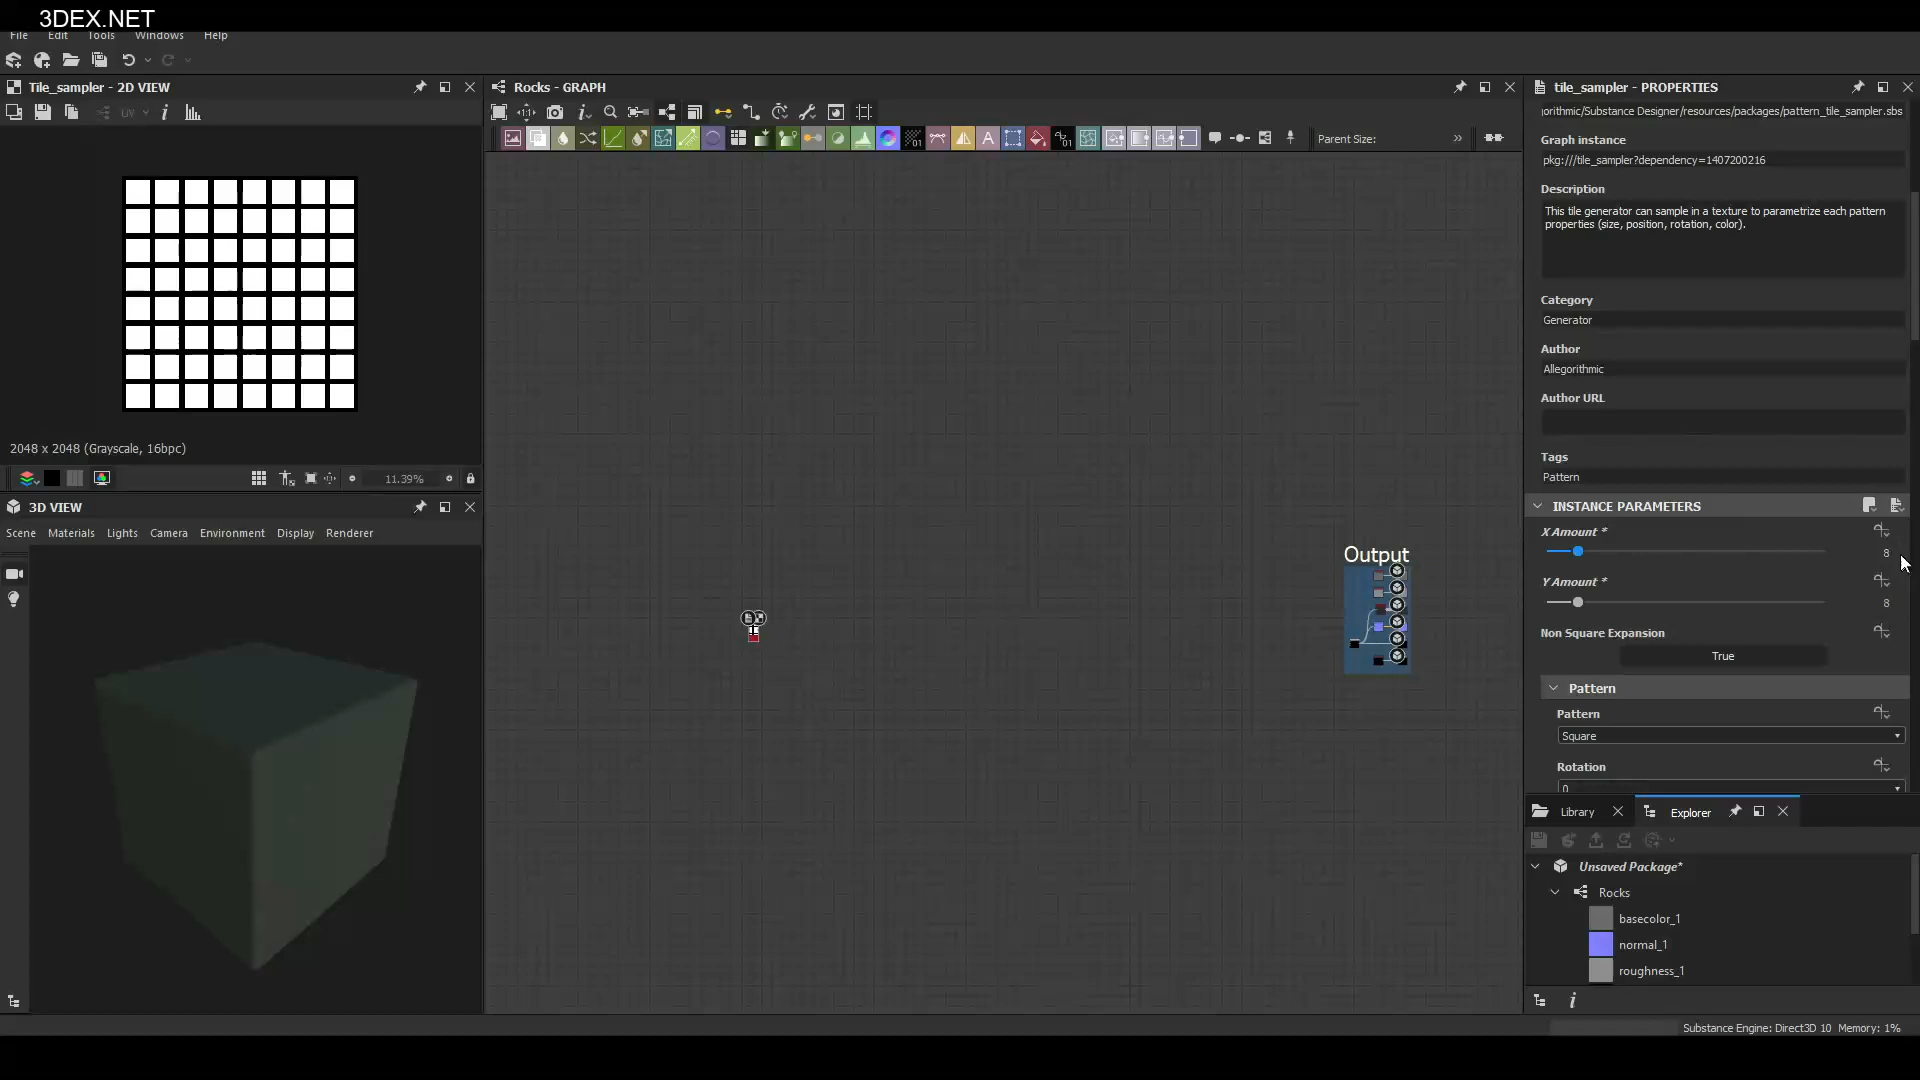 3DEX.NET
File Edit Tools Windows Help
Tile_sampler - 2D VIEW
Rocks - GRAPH
tile_sampler - PROPERTIES
UV
Parent Size:
»
orithmic/Substance Designer/resources/packages/pattern_tile_sampler.sbs
Graph instance
pkg:///tile_sampler?dependency=1407200216
Description
This tile generator can sample in a texture to parametrize each pattern
properties (size, position, rotation, color).
Category
Generator
Author
Allegorithmic
Author URL
Tags
Pattern
2048 x 2048 (Grayscale, 16bpc)
11.39%
3D VIEW
Scene Materials Lights Camera Environment Display Renderer
Output
INSTANCE PARAMETERS
X Amount *
8
Y Amount *
8
Non Square Expansion
True
Pattern
Pattern
Square
Rotation
0
Library
Explorer
Unsaved Package*
Rocks
basecolor_1
normal_1
roughness_1
Substance Engine: Direct3D 10 Memory: 1%